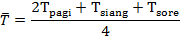 T̄ = (2T_pagi + T_siang + T_sore) / 4